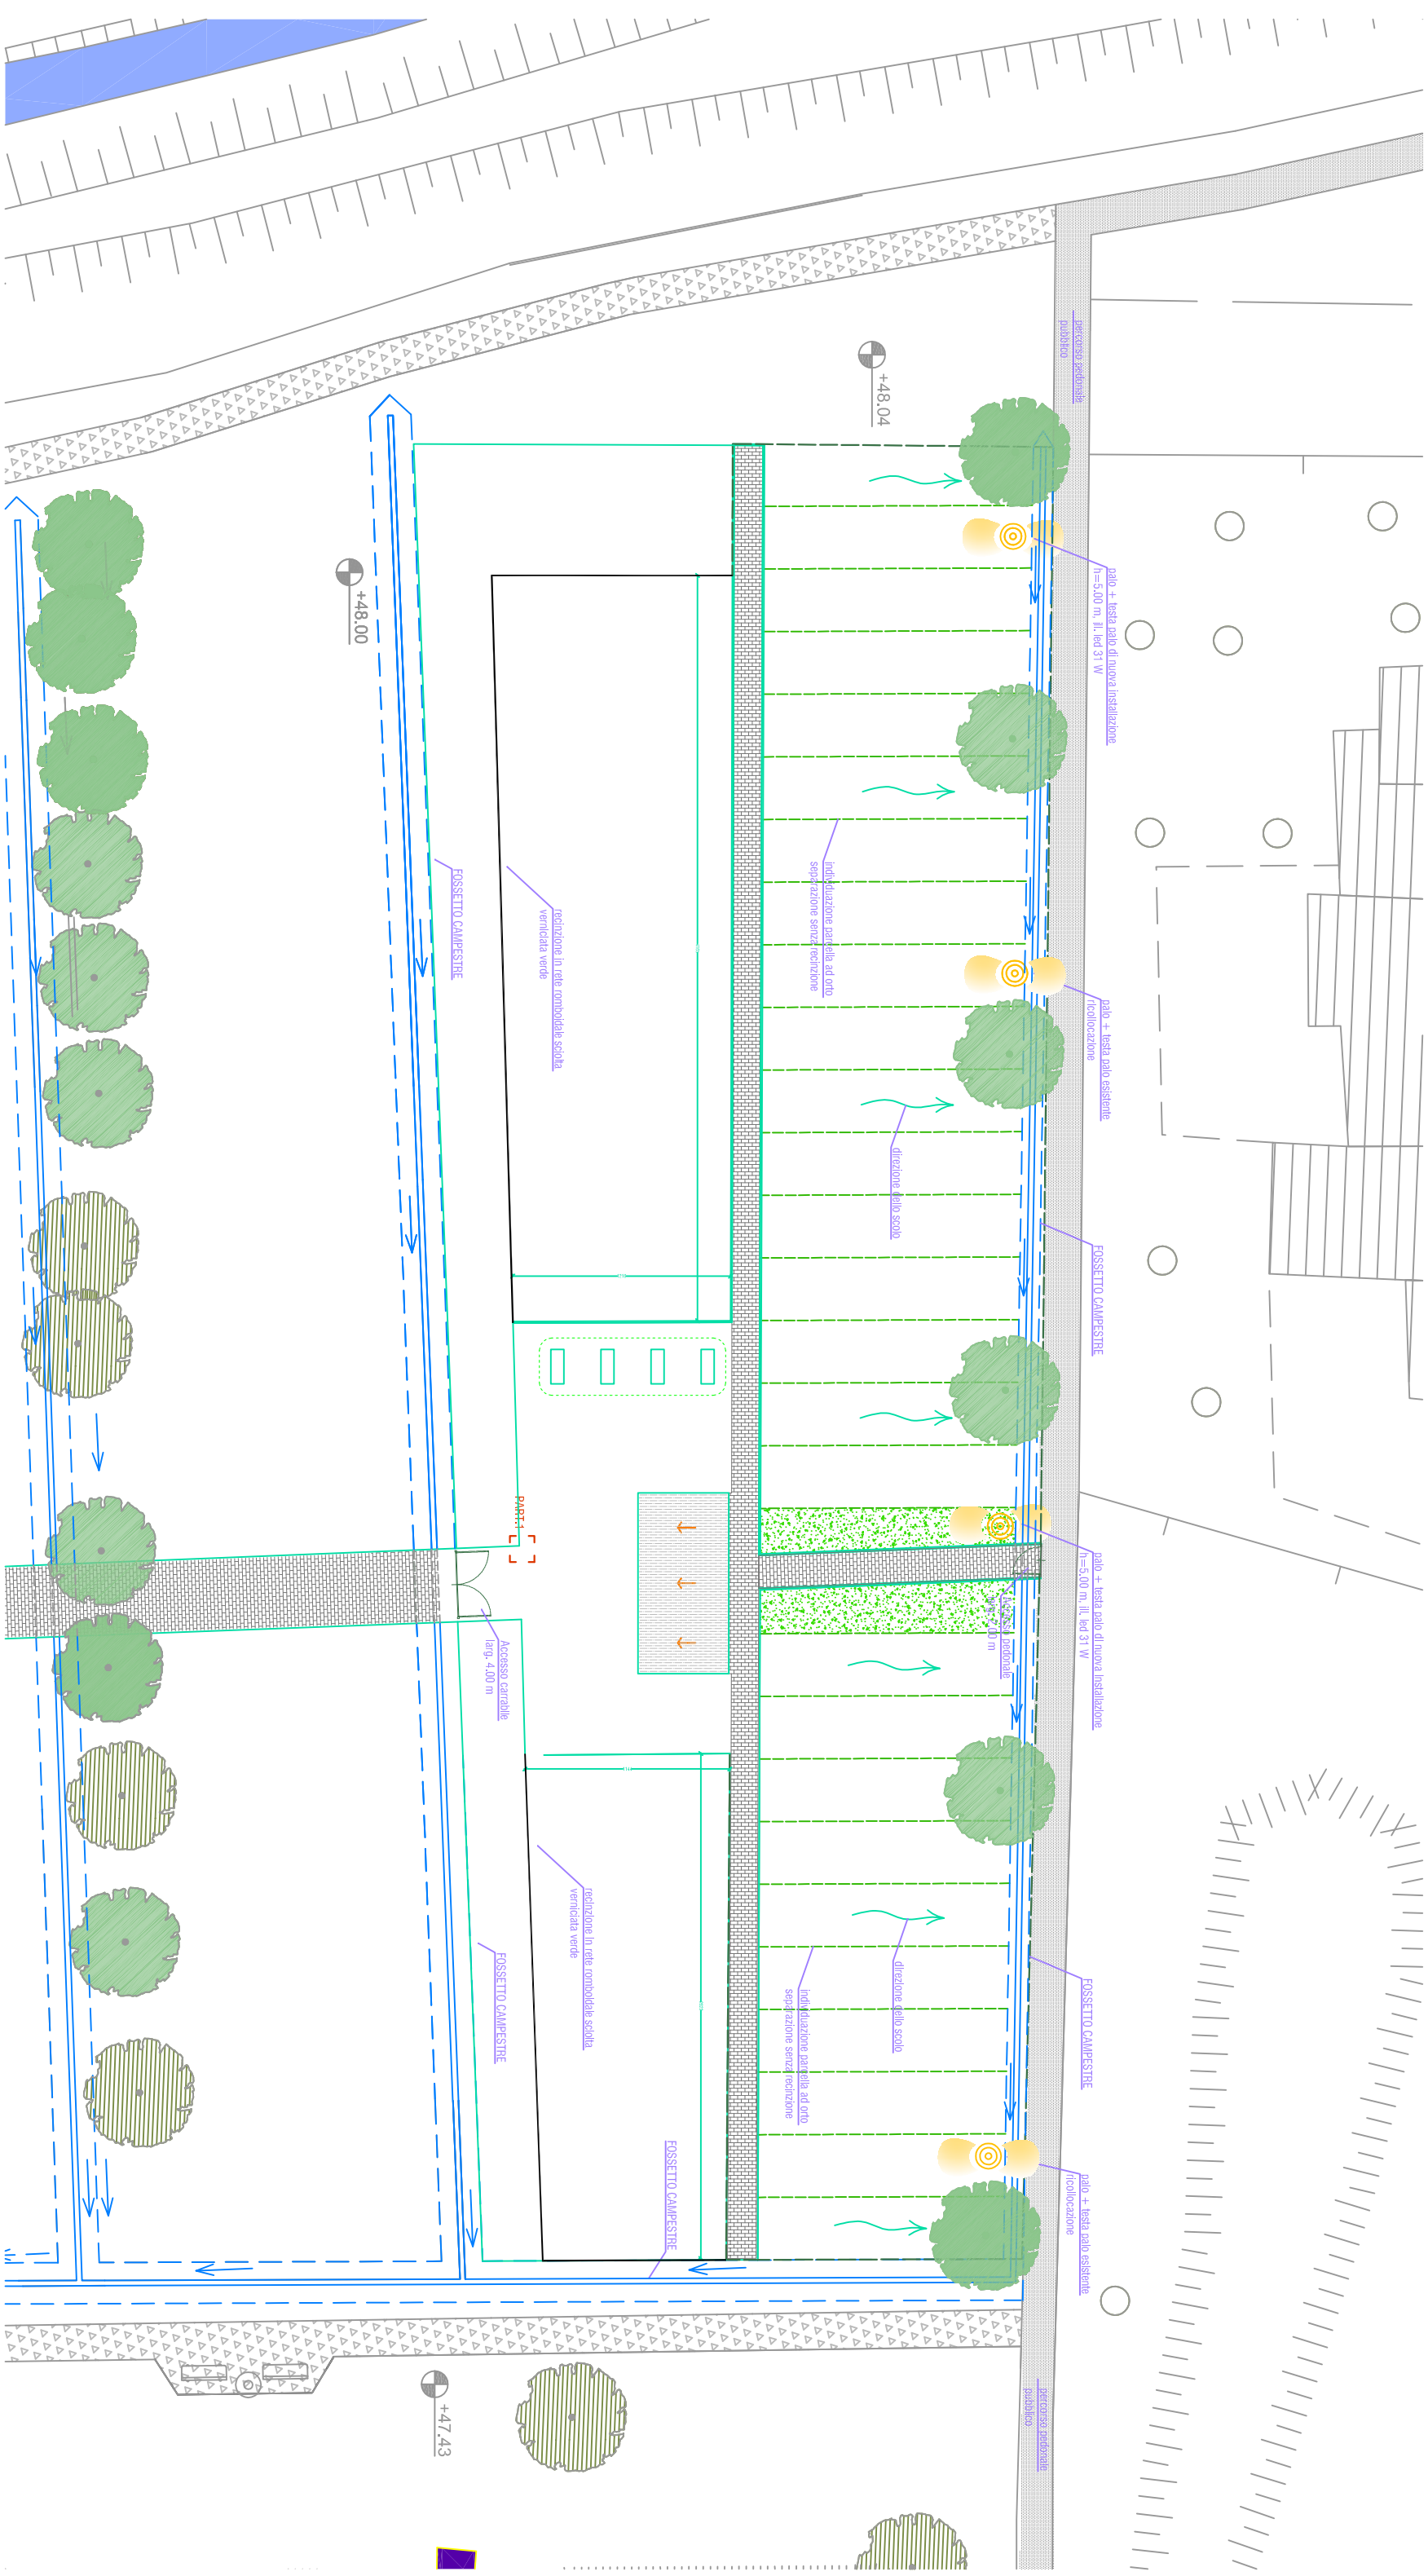 percorso pedonale
pubblico
+48.04
palo + testa palo di nuova installazione
h=5.00 m, il. led 31 W
+48.00
individuazione parcella ad orto
separazione senza recinzione
FOSSETTO CAMPESTRE
recinzione in rete romboidale sciolta
verniciata verde
palo + testa palo esistente
ricollocazione
direzione dello scolo
FOSSETTO CAMPESTRE
PART.1
palo + testa palo di nuova installazione
h=5.00 m, il. led 31 W
Accesso pedonale
Accesso carrabile
larg. 4.00 m
recinzione in rete romboidale sciolta
verniciata verde
FOSSETTO CAMPESTRE
direzione dello scolo
individuazione parcella ad orto
separazione senza recinzione
FOSSETTO CAMPESTRE
FOSSETTO CAMPESTRE
palo + testa palo esistente
ricollocazione
+47.43
percorso pedonale
pubblico